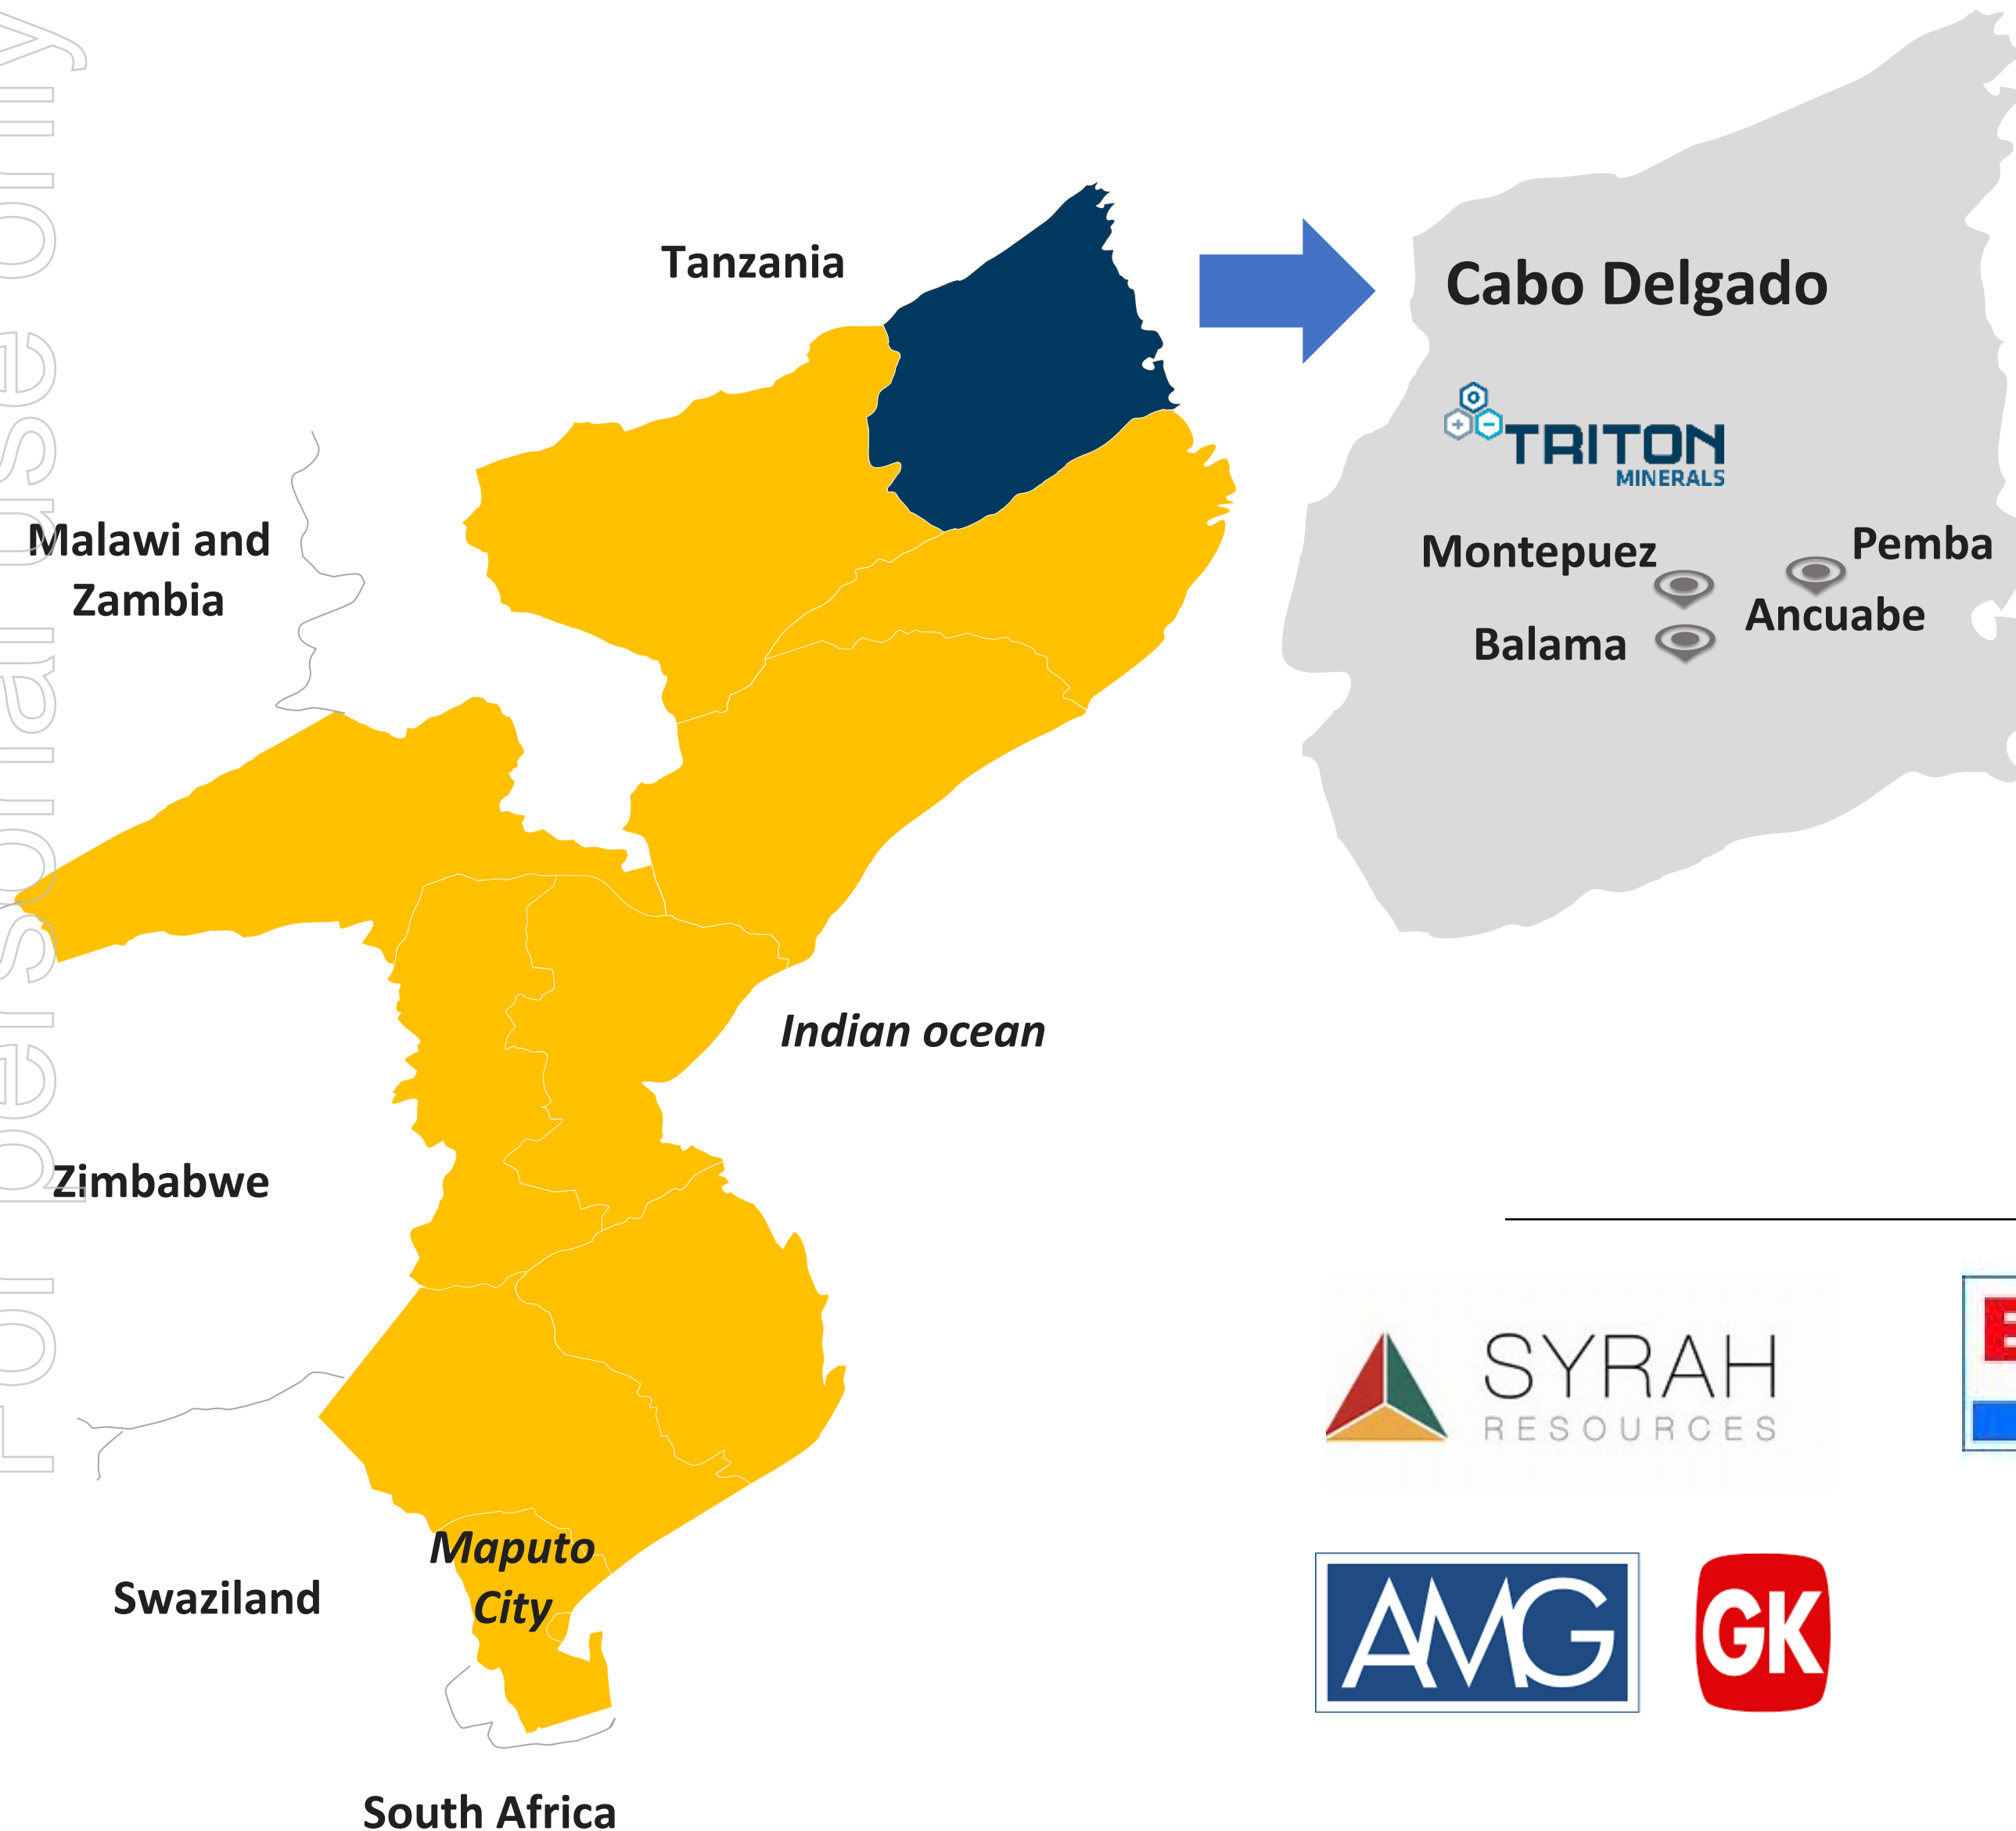 For personal use only
Tanzania
Cabo Delgado
TRITON
MINERALS
Malawi and
Zambia
Montepuez
Pemba
Ancuabe
Balama
Indian ocean
Zimbabwe
SYRAH
RESOURCES
Maputo
City
Swaziland
AMG
GK
South Africa